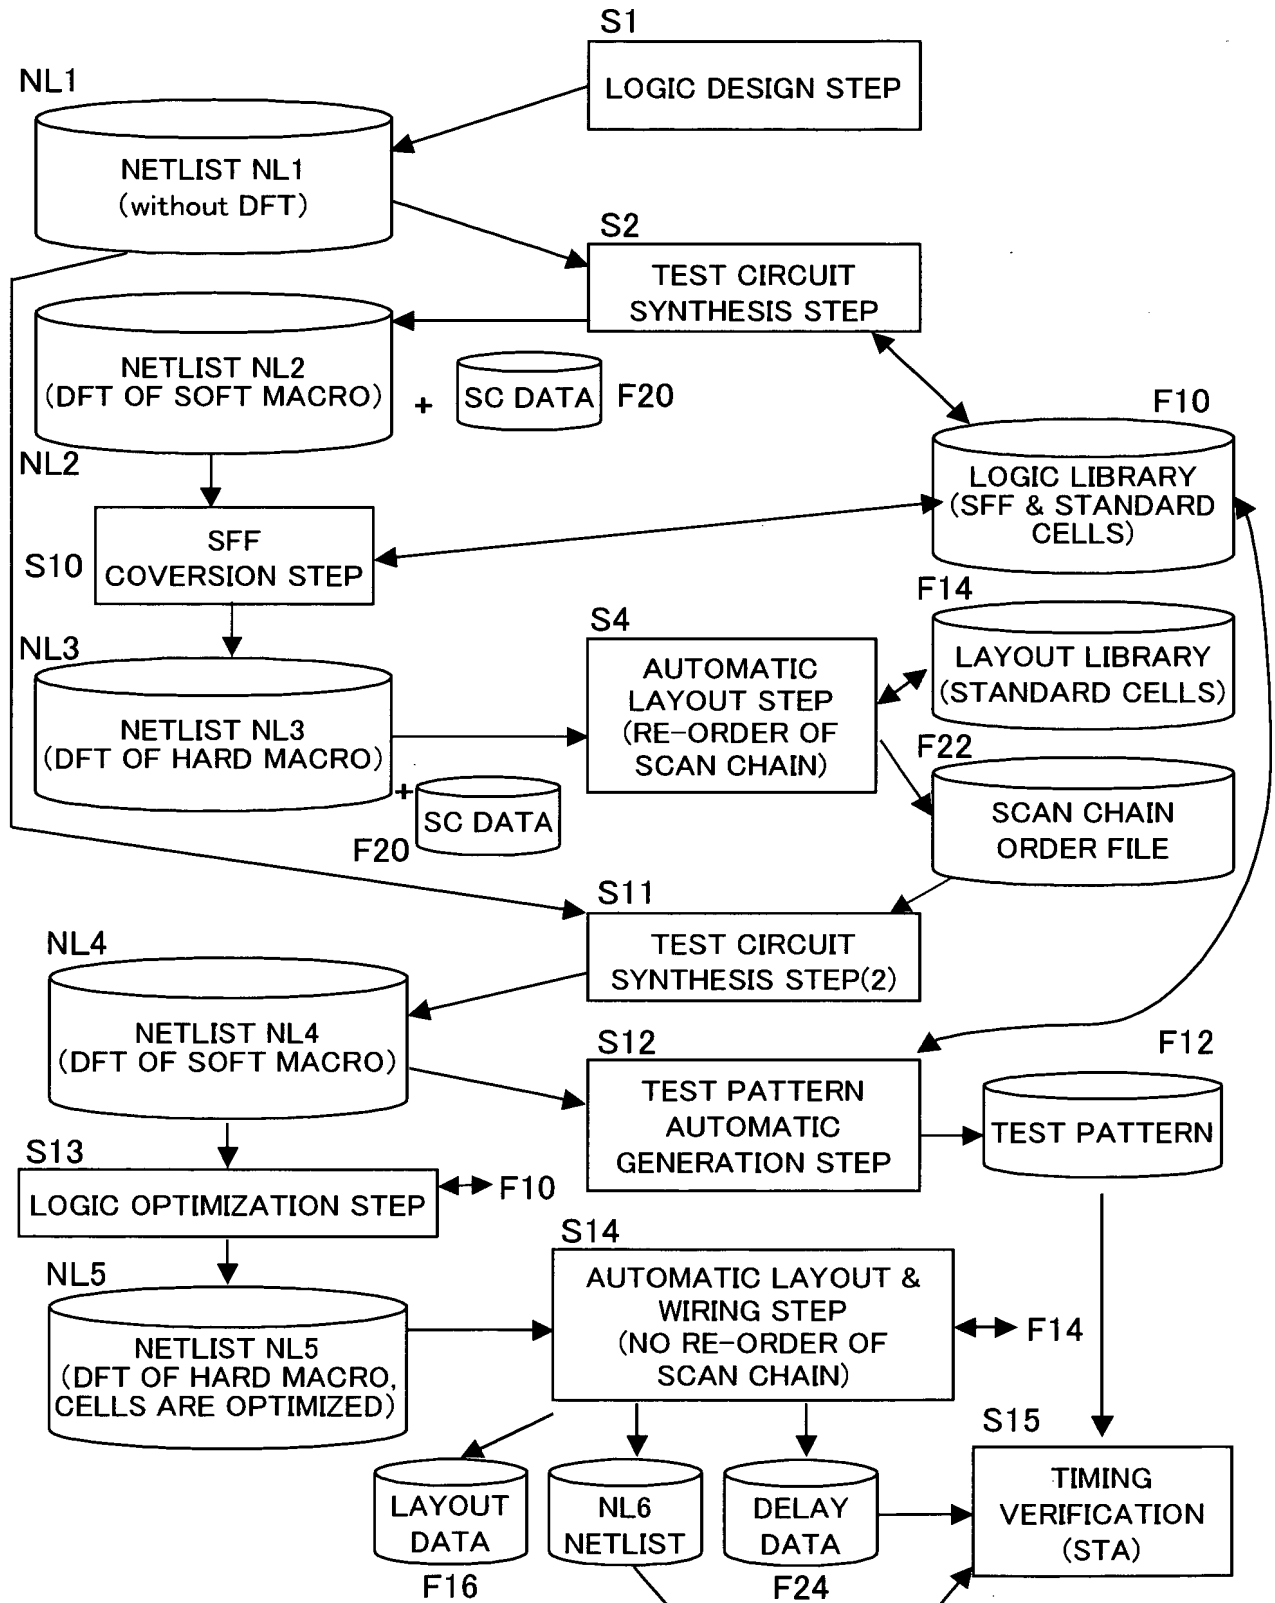 S1
LOGIC DESIGN STEP
NL1
NETLIST NL1
(without DFT)
S2
TEST CIRCUIT
SYNTHESIS STEP
NETLIST NL2
(DFT OF SOFT MACRO)
+
SC DATA
F20
NL2
F10
LOGIC LIBRARY
(SFF & STANDARD
CELLS)
S10
SFF
COVERSION STEP
F14
LAYOUT LIBRARY
(STANDARD CELLS)
S4
AUTOMATIC
LAYOUT STEP
(RE-ORDER OF
SCAN CHAIN)
NL3
NETLIST NL3
(DFT OF HARD MACRO)
+
SC DATA
F20
F22
SCAN CHAIN
ORDER FILE
S11
TEST CIRCUIT
SYNTHESIS STEP(2)
NL4
NETLIST NL4
(DFT OF SOFT MACRO)
S12
TEST PATTERN
AUTOMATIC
GENERATION STEP
F12
TEST PATTERN
S13
LOGIC OPTIMIZATION STEP
F10
S14
AUTOMATIC LAYOUT &
WIRING STEP
(NO RE-ORDER OF
SCAN CHAIN)
F14
NL5
NETLIST NL5
(DFT OF HARD MACRO,
CELLS ARE OPTIMIZED)
S15
TIMING
VERIFICATION
(STA)
LAYOUT
DATA
F16
NL6
NETLIST
DELAY
DATA
F24